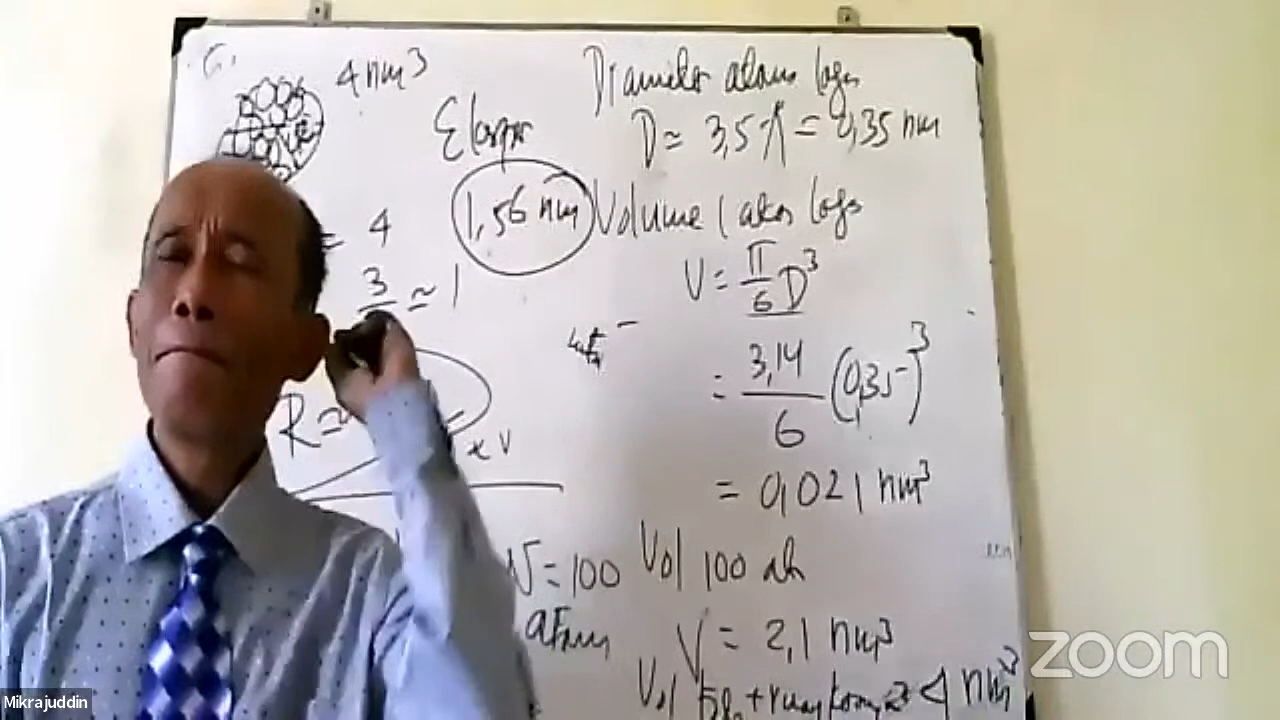 4 nm³
Diameter atom logam
D ≈ 3,5 Å = 0,35 nm
1,56 nm
Volume 1 atom logam
= 4
V = π/6 D³
3/ ≈ 1
= 3,14/6 (0,35)³
R =
x V
= 0,021 nm³
N = 100
atom
Vol 100 atm
V = 2,1 nm³
Vol + ruang kosong ≈ 4 nm³
zoom
Mikrajuddin